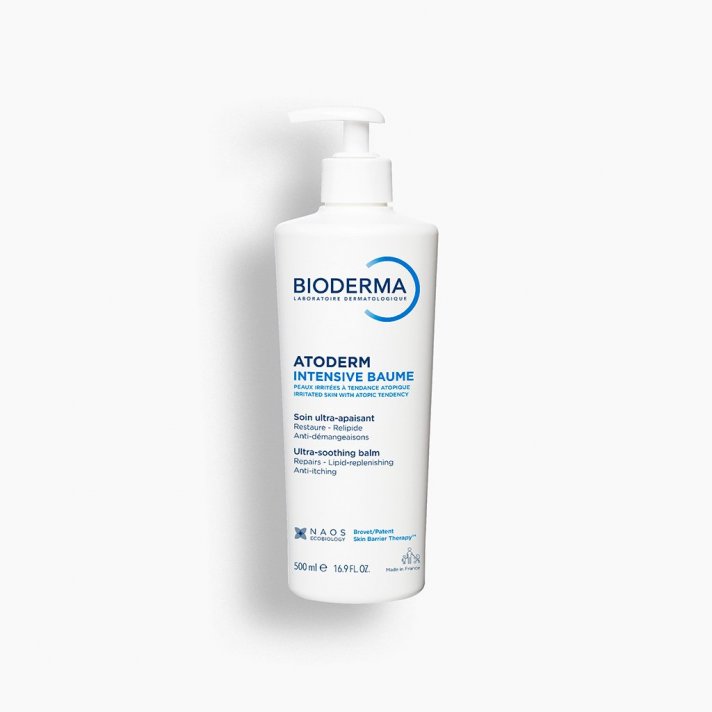 BIODERMA
LABORATOIRE DERMATOLOGIQUE
ATODERM
INTENSIVE BAUME
PEAUX IRRITÉES À TENDANCE ATOPIQUE
IRRITATED SKIN WITH ATOPIC TENDENCY
Soin ultra-apaisant
Restaure - Relipide
Anti-démangeaisons
Ultra-soothing balm
Repairs - Lipid-replenishing
Anti-itching
NAOS
ECOBIOLOGY
Brevet/Patent
Skin Barrier Therapy™
Made in France
500 ml ℮ 16.9 FL. OZ.